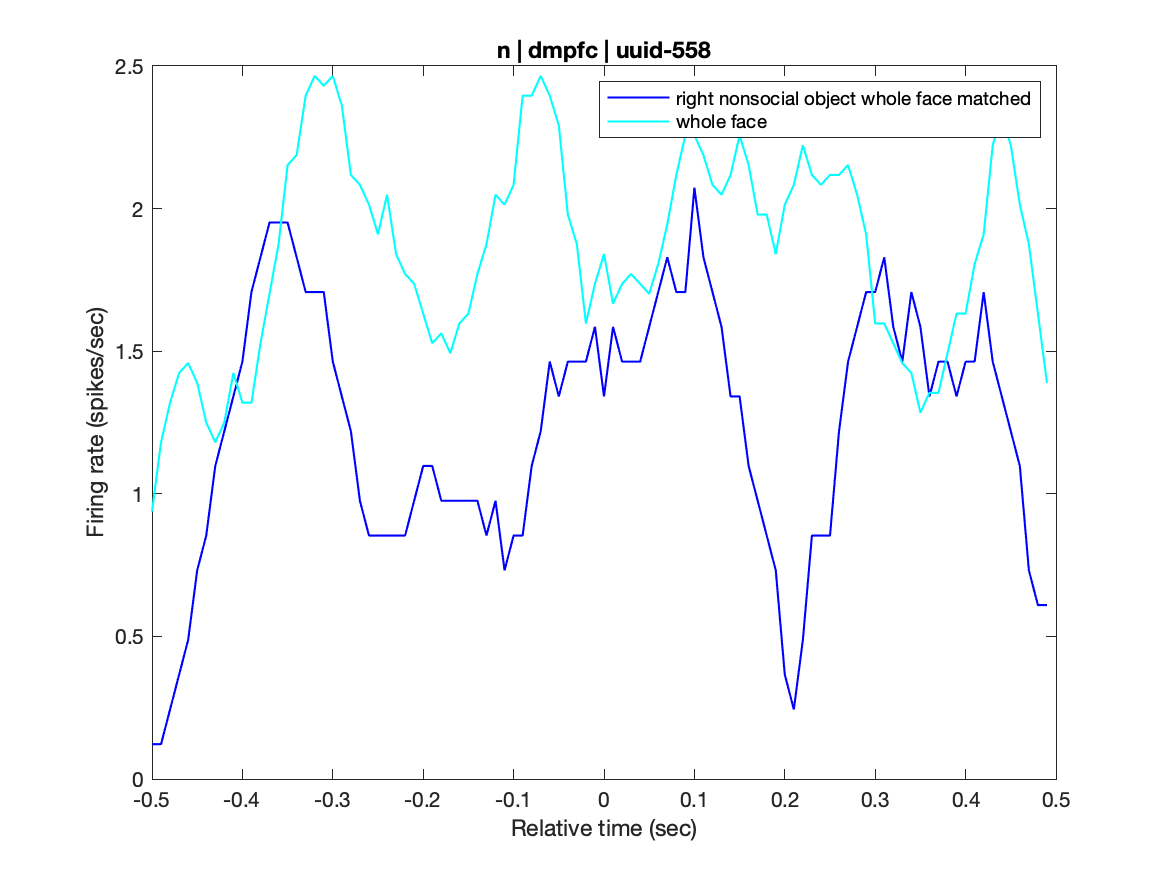 n | dmpfc | uuid-558
right nonsocial object whole face matched
whole face
Firing rate (spikes/sec)
2.5
2
1.5
1
0.5
0
-0.5 -0.4 -0.3 -0.2 -0.1 0 0.1 0.2 0.3 0.4 0.5
Relative time (sec)